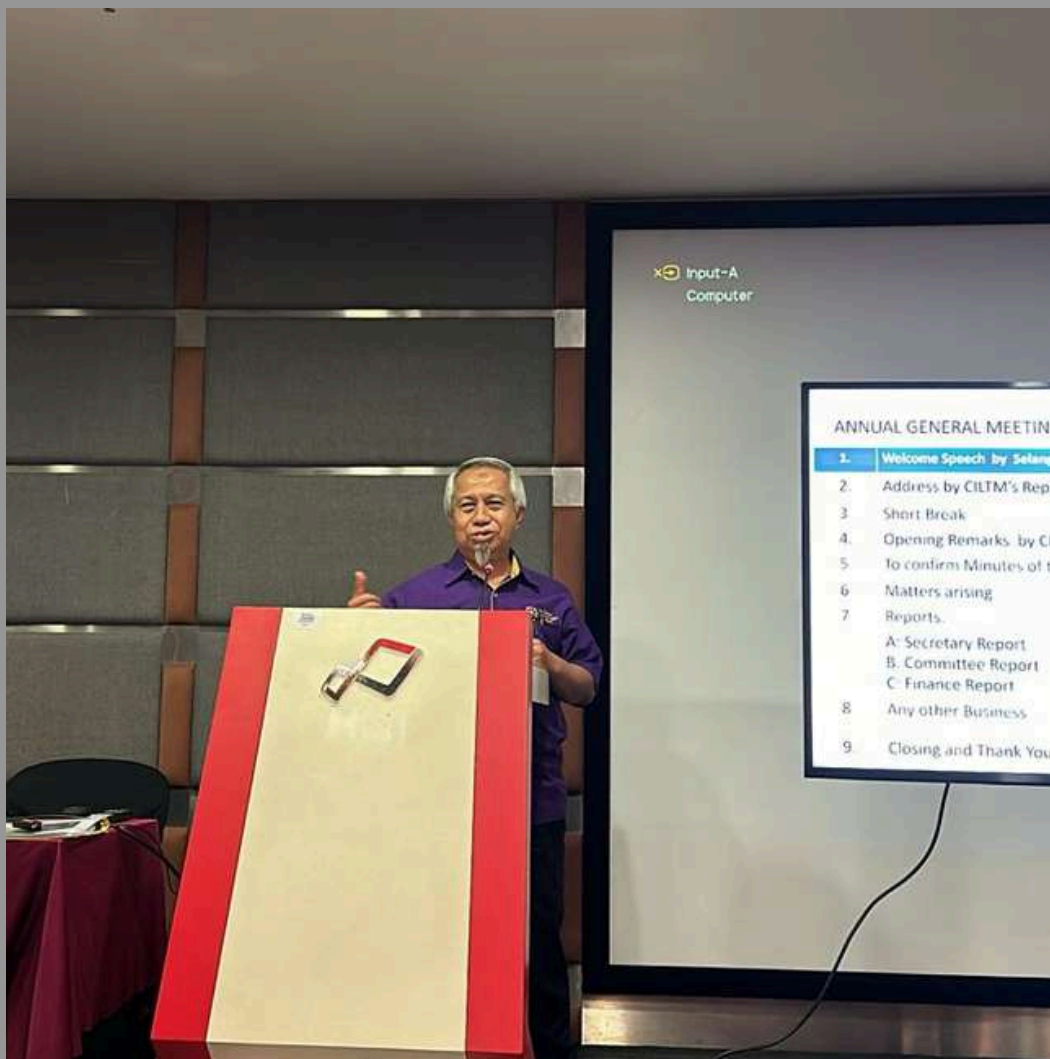 Input-A
Computer
ANNUAL GENERAL MEETIN
1. Welcome Speech by Selang
2. Address by CILTM's Rep
3 Short Break
4. Opening Remarks by C
5 To confirm Minutes of t
6 Matters arising
7 Reports.
A: Secretary Report
B. Committee Report
C: Finance Report
8 Any other Business
9. Closing and Thank You